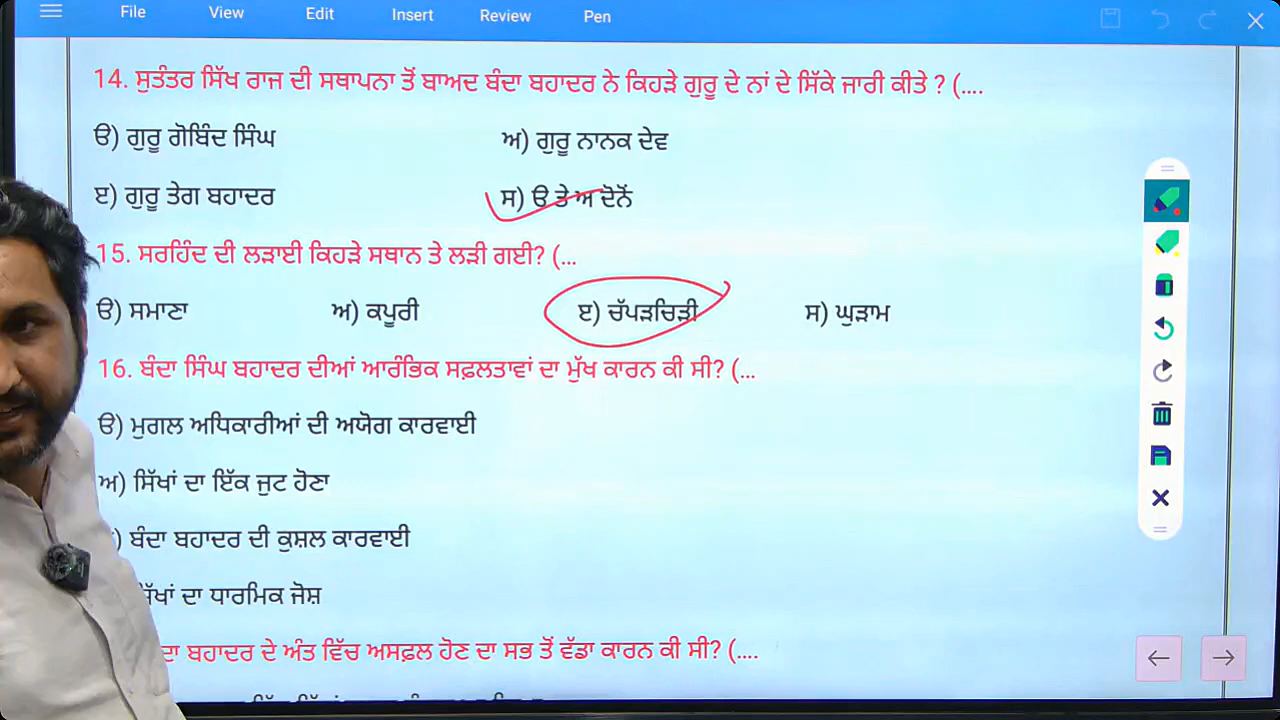 File View Edit Insert Review Pen
14. ਸੁਤੰਤਰ ਸਿੱਖ ਰਾਜ ਦੀ ਸਥਾਪਨਾ ਤੋਂ ਬਾਅਦ ਬੰਦਾ ਬਹਾਦਰ ਨੇ ਕਿਹੜੇ ਗੁਰੂ ਦੇ ਨਾਂ ਦੇ ਸਿੱਕੇ ਜਾਰੀ ਕੀਤੇ ? (....
ੳ) ਗੁਰੂ ਗੋਬਿੰਦ ਸਿੰਘ ਅ) ਗੁਰੂ ਨਾਨਕ ਦੇਵ
ੲ) ਗੁਰੂ ਤੇਗ ਬਹਾਦਰ ਸ) ੳ ਤੇ ਅ ਦੋਨੋਂ
15. ਸਰਹਿੰਦ ਦੀ ਲੜਾਈ ਕਿਹੜੇ ਸਥਾਨ ਤੇ ਲੜੀ ਗਈ? (...
ੳ) ਸਮਾਣਾ ਅ) ਕਪੂਰੀ ੲ) ਚੱਪੜਚਿੜੀ ਸ) ਘੁੜਾਮ
16. ਬੰਦਾ ਸਿੰਘ ਬਹਾਦਰ ਦੀਆਂ ਆਰੰਭਿਕ ਸਫ਼ਲਤਾਵਾਂ ਦਾ ਮੁੱਖ ਕਾਰਨ ਕੀ ਸੀ? (...
ੳ) ਮੁਗਲ ਅਧਿਕਾਰੀਆਂ ਦੀ ਅਯੋਗ ਕਾਰਵਾਈ
ਅ) ਸਿੱਖਾਂ ਦਾ ਇੱਕ ਜੁਟ ਹੋਣਾ
) ਬੰਦਾ ਬਹਾਦਰ ਦੀ ਕੁਸ਼ਲ ਕਾਰਵਾਈ
ਦਾ ਧਾਰਮਿਕ ਜੋਸ਼
ਬਹਾਦਰ ਦੇ ਅੰਤ ਵਿੱਚ ਅਸਫ਼ਲ ਹੋਣ ਦਾ ਸਭ ਤੋਂ ਵੱਡਾ ਕਾਰਨ ਕੀ ਸੀ? (....